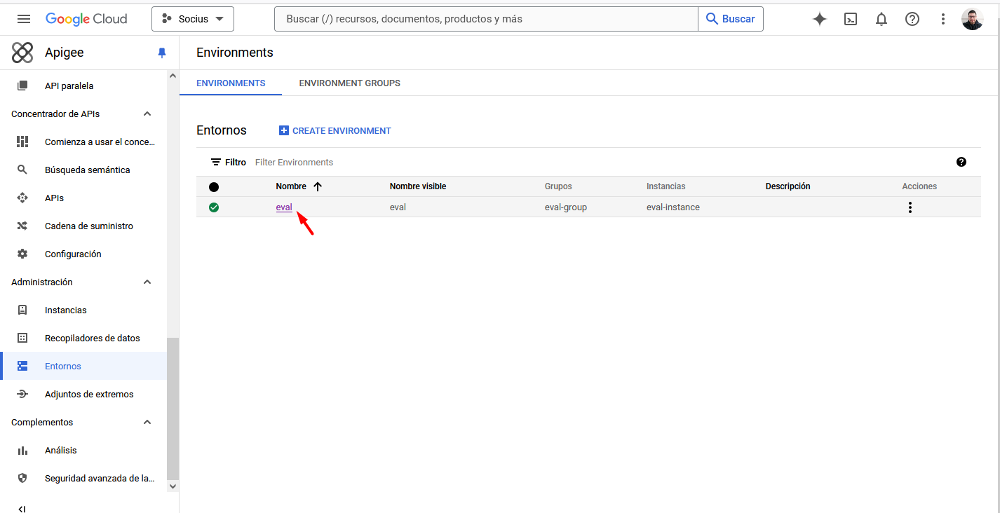 Google Cloud
Socius
Buscar (/) recursos, documentos, productos y más
Buscar
Apigee
Environments
API paralela
ENVIRONMENTS
ENVIRONMENT GROUPS
Concentrador de APIs
Comienza a usar el conce...
Búsqueda semántica
APIs
Cadena de suministro
Configuración
Administración
Instancias
Recopiladores de datos
Entornos
Adjuntos de extremos
Complementos
Análisis
Seguridad avanzada de la...
Entornos
CREATE ENVIRONMENT
Filtro Filter Environments
Nombre Nombre visible Grupos Instancias Descripción Acciones
eval eval eval-group eval-instance